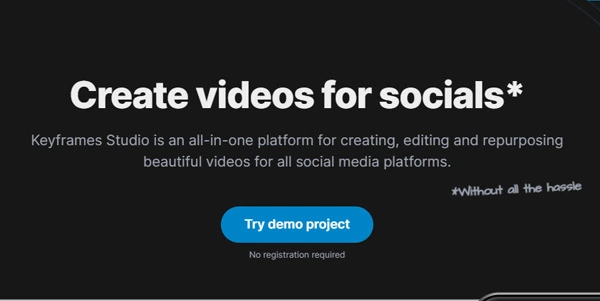 Create videos for socials*
Keyframes Studio is an all-in-one platform for creating, editing and repurposing
beautiful videos for all social media platforms.
*Without all the hassle
Try demo project
No registration required